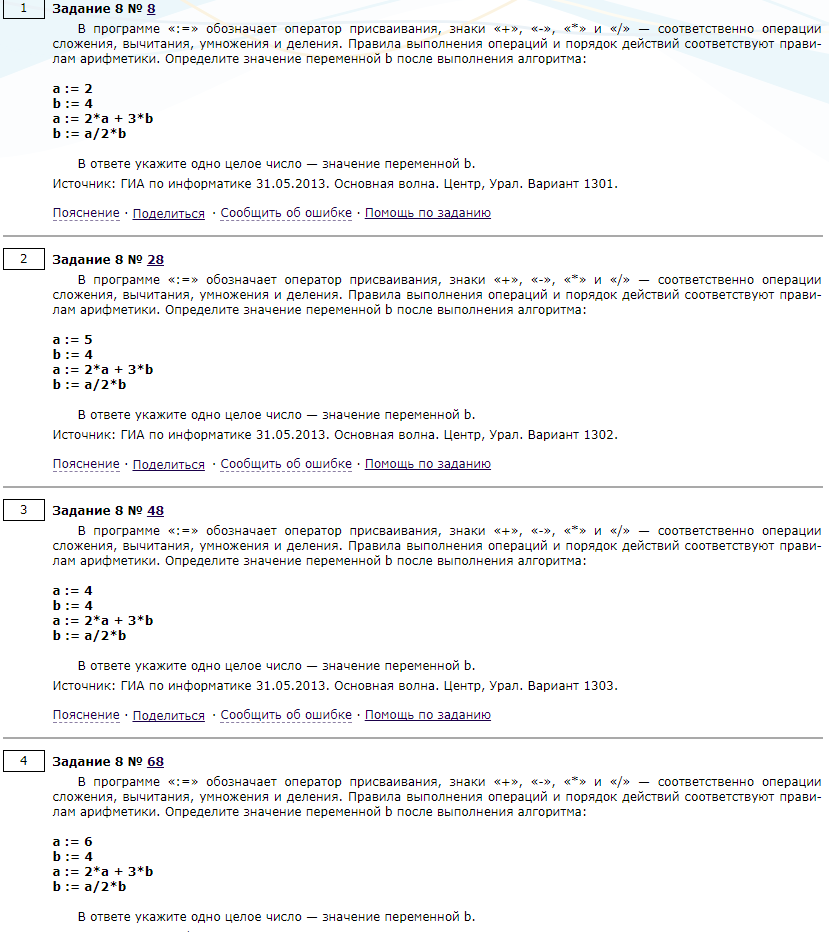 1
Задание 8 № 8
В программе «:=» обозначает оператор присваивания, знаки «+», «-», «*» и «/» — соответственно операции
сложения, вычитания, умножения и деления. Правила выполнения операций и порядок действий соответствуют прави-
лам арифметики. Определите значение переменной b после выполнения алгоритма:
a := 2
b := 4
a := 2*a + 3*b
b := a/2*b
В ответе укажите одно целое число — значение переменной b.
Источник: ГИА по информатике 31.05.2013. Основная волна. Центр, Урал. Вариант 1301.
Пояснение · Поделиться · Сообщить об ошибке · Помощь по заданию
2
Задание 8 № 28
В программе «:=» обозначает оператор присваивания, знаки «+», «-», «*» и «/» — соответственно операции
сложения, вычитания, умножения и деления. Правила выполнения операций и порядок действий соответствуют прави-
лам арифметики. Определите значение переменной b после выполнения алгоритма:
a := 5
b := 4
a := 2*a + 3*b
b := a/2*b
В ответе укажите одно целое число — значение переменной b.
Источник: ГИА по информатике 31.05.2013. Основная волна. Центр, Урал. Вариант 1302.
Пояснение · Поделиться · Сообщить об ошибке · Помощь по заданию
3
Задание 8 № 48
В программе «:=» обозначает оператор присваивания, знаки «+», «-», «*» и «/» — соответственно операции
сложения, вычитания, умножения и деления. Правила выполнения операций и порядок действий соответствуют прави-
лам арифметики. Определите значение переменной b после выполнения алгоритма:
a := 4
b := 4
a := 2*a + 3*b
b := a/2*b
В ответе укажите одно целое число — значение переменной b.
Источник: ГИА по информатике 31.05.2013. Основная волна. Центр, Урал. Вариант 1303.
Пояснение · Поделиться · Сообщить об ошибке · Помощь по заданию
4
Задание 8 № 68
В программе «:=» обозначает оператор присваивания, знаки «+», «-», «*» и «/» — соответственно операции
сложения, вычитания, умножения и деления. Правила выполнения операций и порядок действий соответствуют прави-
лам арифметики. Определите значение переменной b после выполнения алгоритма:
a := 6
b := 4
a := 2*a + 3*b
b := a/2*b
В ответе укажите одно целое число — значение переменной b.